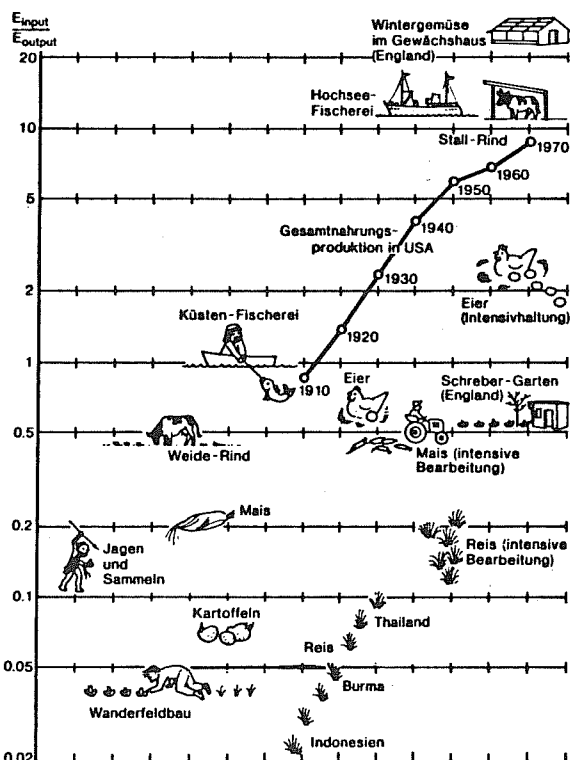 E input
E output
Wintergemüse
im Gewächshaus
(England)
20
Hochsee-
Fischerei
10
Stall-Rind
1970
1960
1950
5
1940
Gesamtnahrungs-
produktion in USA
1930
2
Eier
(Intensivhaltung)
Küsten-Fischerei
1920
1
1910
Eier
Schreber-Garten
(England)
0.5
Weide-Rind
Mais (intensive
Bearbeitung)
Mais
0.2
Jagen
und
Sammeln
Reis (intensive
Bearbeitung)
0.1
Kartoffeln
Thailand
Reis
0.05
Burma
Wanderfeldbau
Indonesien
0.02